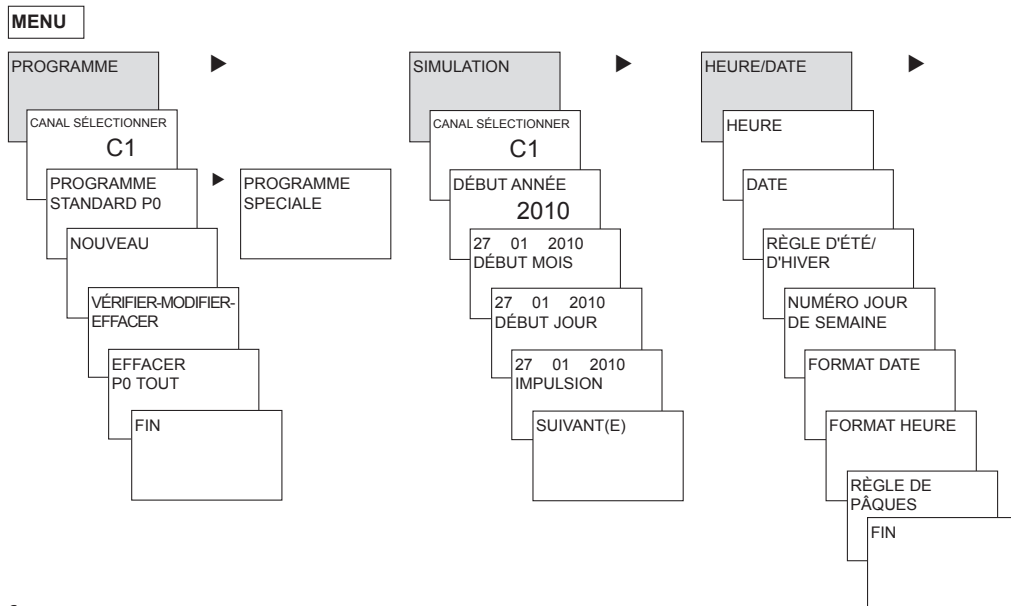 MENU
PROGRAMME
CANAL SÉLECTIONNER
C1
PROGRAMME
STANDARD P0
NOUVEAU
VÉRIFIER-MODIFIER-
EFFACER
EFFACER
P0 TOUT
FIN
PROGRAMME
SPECIALE
SIMULATION
CANAL SÉLECTIONNER
C1
DÉBUT ANNÉE
2010
27 01 2010
DÉBUT MOIS
27 01 2010
DÉBUT JOUR
27 01 2010
IMPULSION
SUIVANT(E)
HEURE/DATE
HEURE
DATE
RÈGLE D'ÉTÉ/
D'HIVER
NUMÉRO JOUR
DE SEMAINE
FORMAT DATE
FORMAT HEURE
RÈGLE DE
PÂQUES
FIN